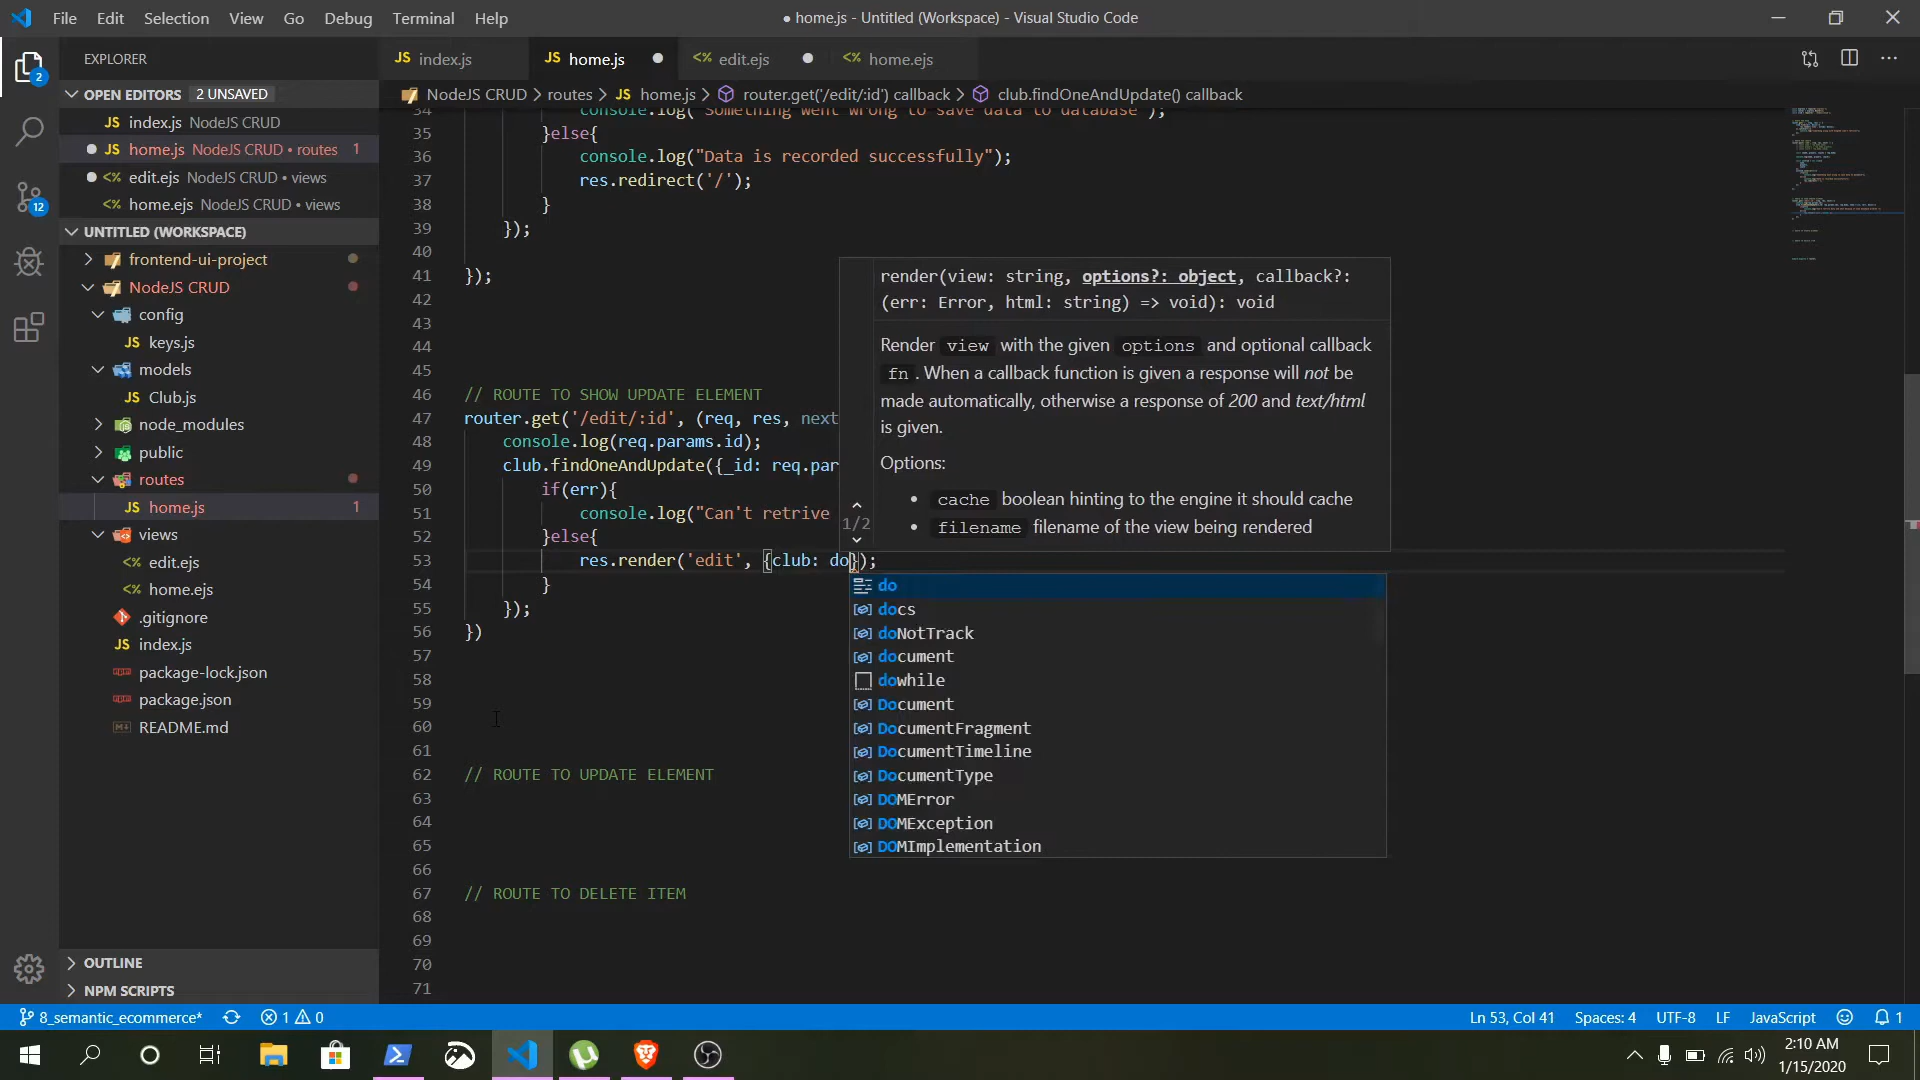 File Edit Selection View Go Debug Terminal Help
● home.js - Untitled (Workspace) - Visual Studio Code
EXPLORER
JS index.js
JS home.js
<% edit.ejs
<% home.ejs
OPEN EDITORS 2 UNSAVED
JS index.js NodeJS CRUD
JS home.js NodeJS CRUD • routes 1
<% edit.ejs NodeJS CRUD • views
<% home.ejs NodeJS CRUD • views
UNTITLED (WORKSPACE)
frontend-ui-project
NodeJS CRUD
config
JS keys.js
models
JS Club.js
node_modules
public
routes
JS home.js 1
views
<% edit.ejs
<% home.ejs
.gitignore
JS index.js
package-lock.json
package.json
README.md
OUTLINE
NPM SCRIPTS
2
12
NodeJS CRUD > routes > JS home.js > router.get('/edit/:id') callback > club.findOneAndUpdate() callback
34 console.log("Something went wrong to save data to database");
35 }else{
36 console.log("Data is recorded successfully");
37 res.redirect('/');
38 }
39 });
40
41 });
42
43
44
45
46 // ROUTE TO SHOW UPDATE ELEMENT
47 router.get('/edit/:id', (req, res, next
48 console.log(req.params.id);
49 club.findOneAndUpdate({_id: req.par
50 if(err){
51 console.log("Can't retrive
52 }else{
53 res.render('edit', {club: do});
54 }
55 });
56 })
57
58
59
60
61
62 // ROUTE TO UPDATE ELEMENT
63
64
65
66
67 // ROUTE TO DELETE ITEM
68
69
70
71
1/2
render(view: string, options?: object, callback?:
(err: Error, html: string) => void): void
Render view with the given options and optional callback
fn . When a callback function is given a response will not be
made automatically, otherwise a response of 200 and text/html
is given.
Options:
• cache boolean hinting to the engine it should cache
• filename filename of the view being rendered
do
docs
doNotTrack
document
dowhile
Document
DocumentFragment
DocumentTimeline
DocumentType
DOMError
DOMException
DOMImplementation
8_semantic_ecommerce* 1 0
Ln 53, Col 41 Spaces: 4 UTF-8 LF JavaScript 1
2:10 AM
1/15/2020